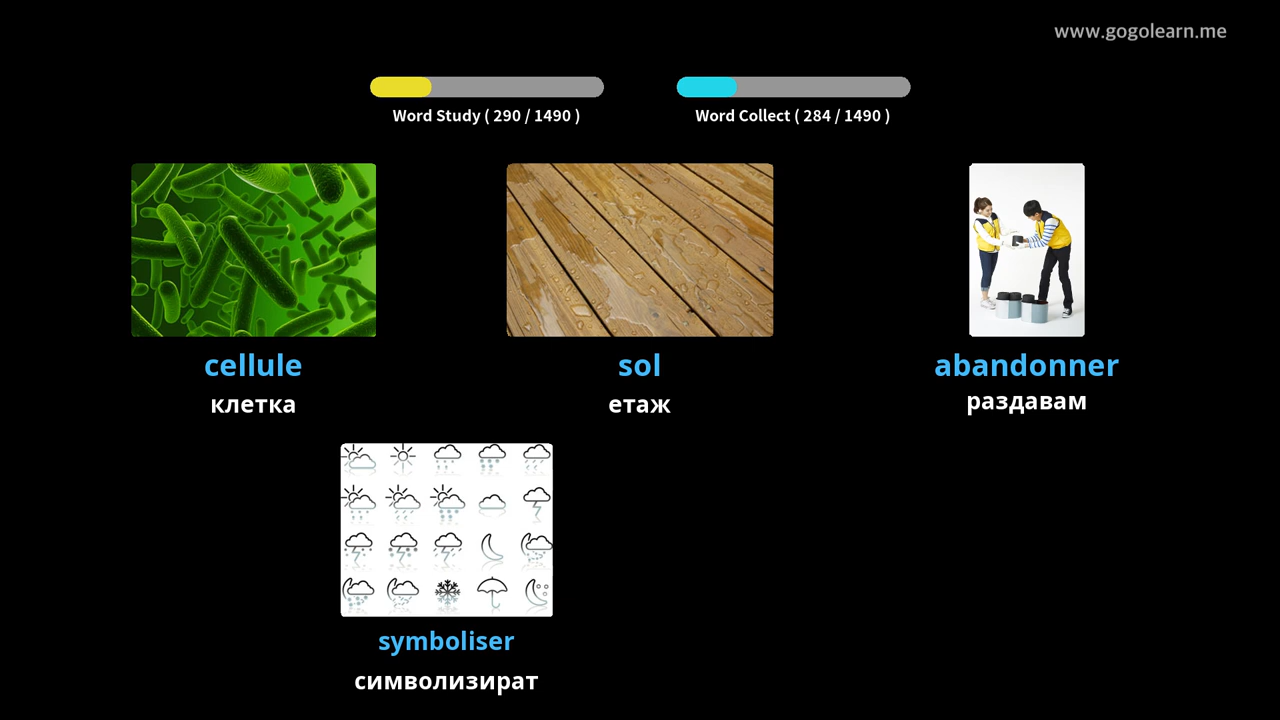 www.gogolearn.me
Word Study ( 290 / 1490 )
Word Collect ( 284 / 1490 )
cellule
клетка
sol
етаж
abandonner
раздавам
symboliser
символизират